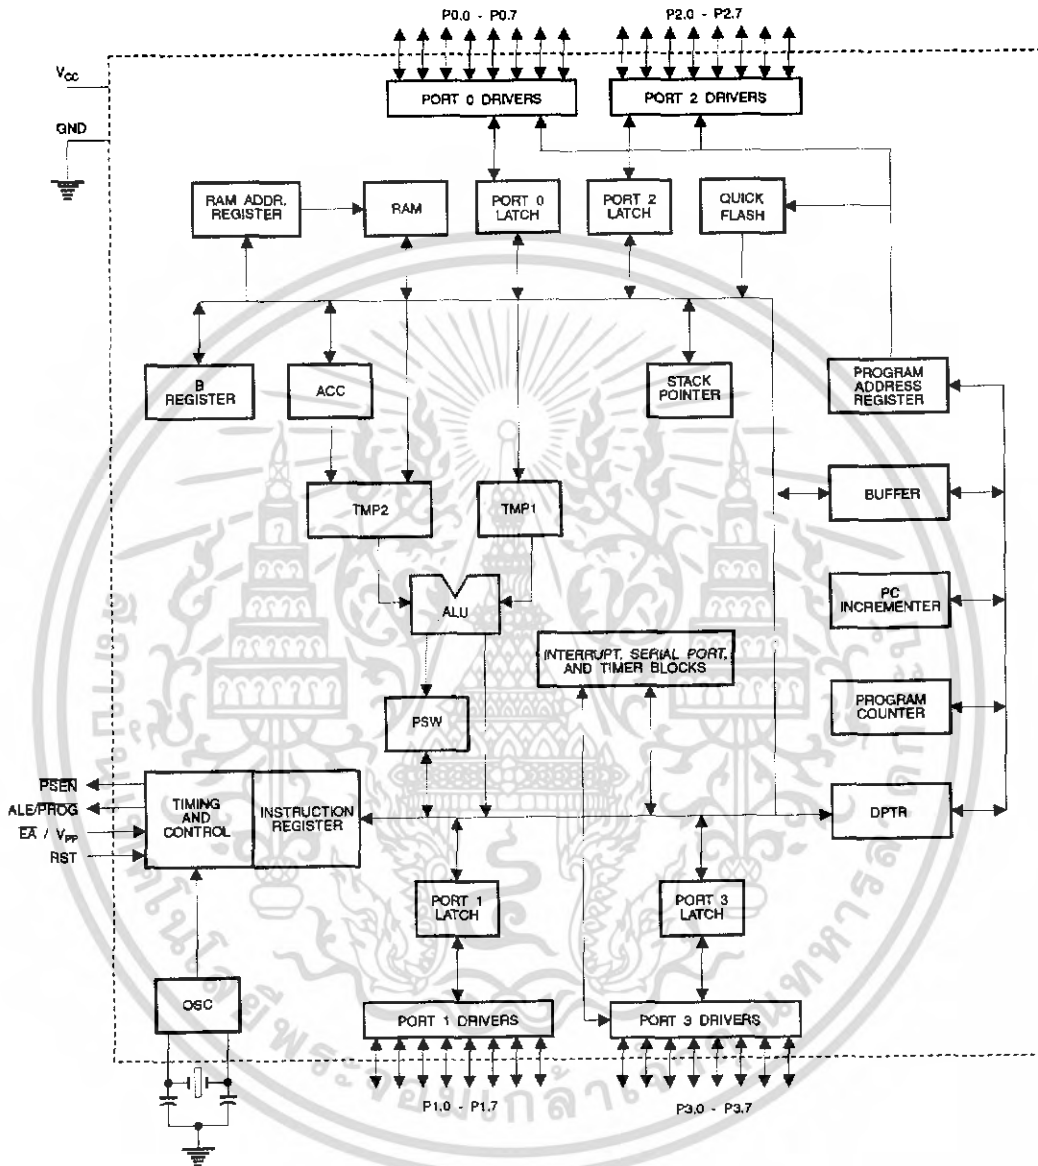 P0.0 - P0.7
P2.0 - P2.7
VCC
GND
PORT 0 DRIVERS
PORT 2 DRIVERS
RAM ADDR.
REGISTER
RAM
PORT 0
LATCH
PORT 2
LATCH
QUICK
FLASH
B
REGISTER
ACC
STACK
POINTER
PROGRAM
ADDRESS
REGISTER
TMP2
TMP1
BUFFER
ALU
PC
INCREMENTER
INTERRUPT, SERIAL PORT,
AND TIMER BLOCKS
PSW
PROGRAM
COUNTER
PSEN
ALE/PROG
EA / VPP
RST
TIMING
AND
CONTROL
INSTRUCTION
REGISTER
DPTR
PORT 1
LATCH
PORT 3
LATCH
OSC
PORT 1 DRIVERS
PORT 3 DRIVERS
P1.0 - P1.7
P3.0 - P3.7